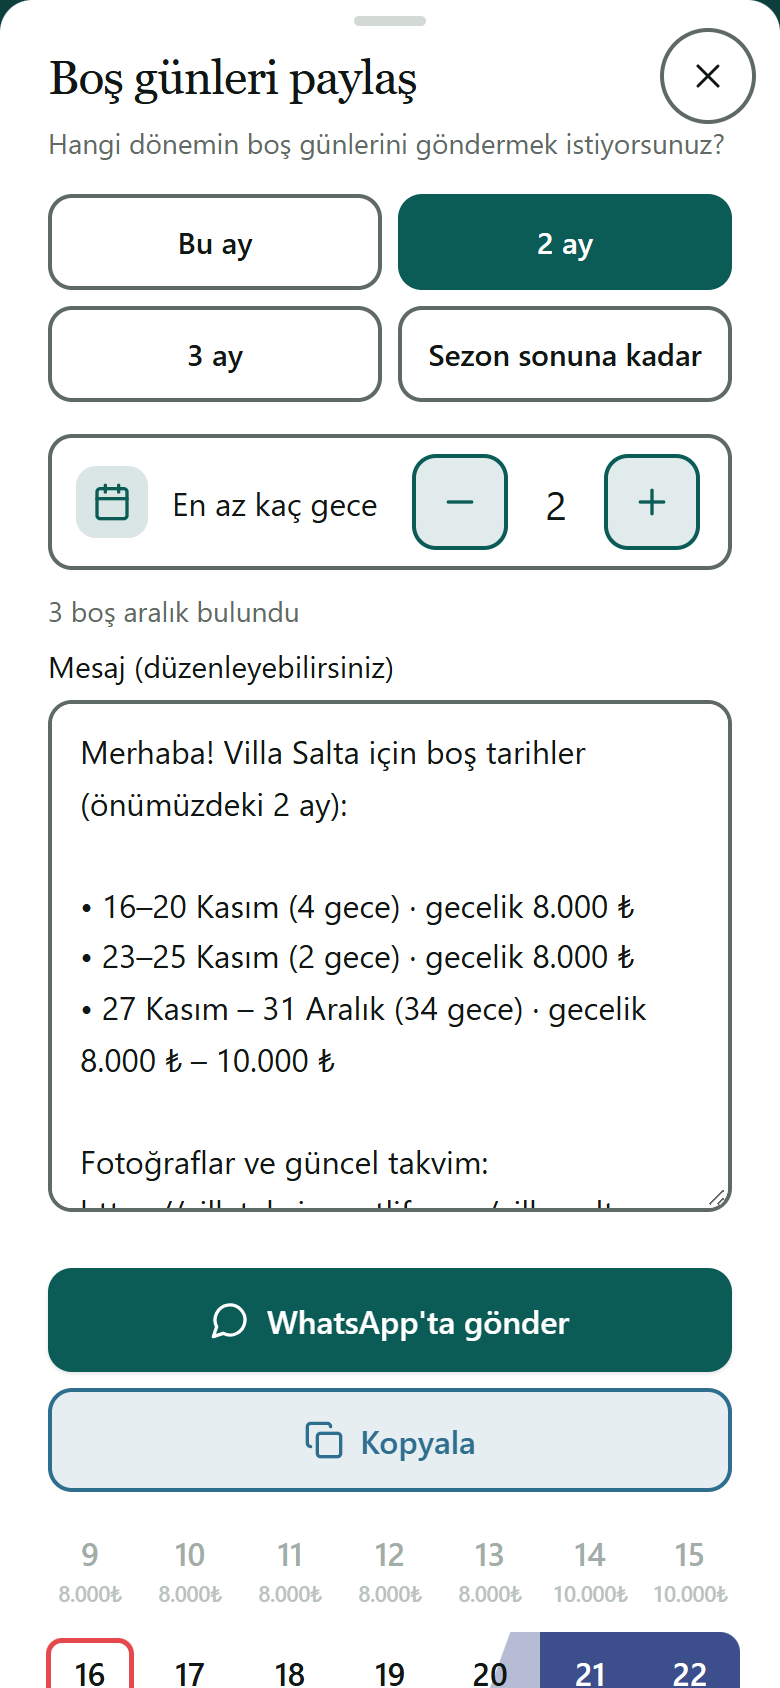 Boş günleri paylaş
Hangi dönemin boş günlerini göndermek istiyorsunuz?
Bu ay
2 ay
3 ay
Sezon sonuna kadar
En az kaç gece
2
3 boş aralık bulundu
Mesaj (düzenleyebilirsiniz)
Merhaba! Villa Salta için boş tarihler
(önümüzdeki 2 ay):
• 16–20 Kasım (4 gece) · gecelik 8.000 ₺
• 23–25 Kasım (2 gece) · gecelik 8.000 ₺
• 27 Kasım – 31 Aralık (34 gece) · gecelik
8.000 ₺ – 10.000 ₺
Fotoğraflar ve güncel takvim:
WhatsApp'ta gönder
Kopyala
9 10 11 12 13 14 15
8.000₺ 8.000₺ 8.000₺ 8.000₺ 8.000₺ 10.000₺ 10.000₺
16 17 18 19 20 21 22